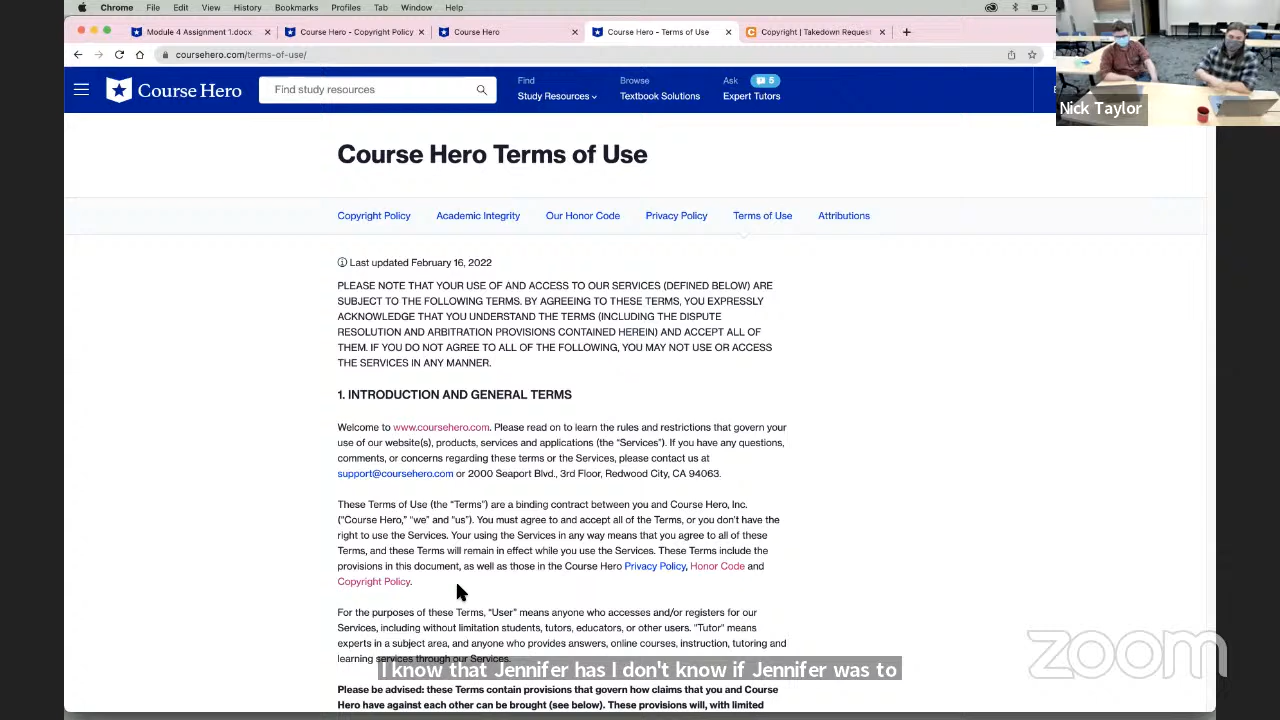 Chrome File Edit View History Bookmarks Profiles Tab Window Help
Module 4 Assignment 1.docx Course Hero - Copyright Policy Course Hero Course Hero - Terms of Use Copyright | Takedown Request
coursehero.com/terms-of-use/
Course Hero
Find study resources
Find
Study Resources
Browse
Textbook Solutions
Ask 5
Expert Tutors
Nick Taylor
Course Hero Terms of Use
Copyright Policy Academic Integrity Our Honor Code Privacy Policy Terms of Use Attributions
Last updated February 16, 2022
PLEASE NOTE THAT YOUR USE OF AND ACCESS TO OUR SERVICES (DEFINED BELOW) ARE
SUBJECT TO THE FOLLOWING TERMS. BY AGREEING TO THESE TERMS, YOU EXPRESSLY
ACKNOWLEDGE THAT YOU UNDERSTAND THE TERMS (INCLUDING THE DISPUTE
RESOLUTION AND ARBITRATION PROVISIONS CONTAINED HEREIN) AND ACCEPT ALL OF
THEM. IF YOU DO NOT AGREE TO ALL OF THE FOLLOWING, YOU MAY NOT USE OR ACCESS
THE SERVICES IN ANY MANNER.
1. INTRODUCTION AND GENERAL TERMS
Welcome to www.coursehero.com. Please read on to learn the rules and restrictions that govern your
use of our website(s), products, services and applications (the “Services”). If you have any questions,
comments, or concerns regarding these terms or the Services, please contact us at
support@coursehero.com or 2000 Seaport Blvd., 3rd Floor, Redwood City, CA 94063.
These Terms of Use (the “Terms”) are a binding contract between you and Course Hero, Inc.
(“Course Hero,” “we” and “us”). You must agree to and accept all of the Terms, or you don’t have the
right to use the Services. Your using the Services in any way means that you agree to all of these
Terms, and these Terms will remain in effect while you use the Services. These Terms include the
provisions in this document, as well as those in the Course Hero Privacy Policy, Honor Code and
Copyright Policy.
For the purposes of these Terms, “User” means anyone who accesses and/or registers for our
Services, including without limitation students, tutors, educators, or other users. “Tutor” means
experts in a subject area, and anyone who provides answers, online courses, instruction, tutoring and
learning services through our Services.
I know that Jennifer has I don't know if Jennifer was to
Please be advised: these Terms contain provisions that govern how claims that you and Course
Hero have against each other can be brought (see below). These provisions will, with limited
zoom